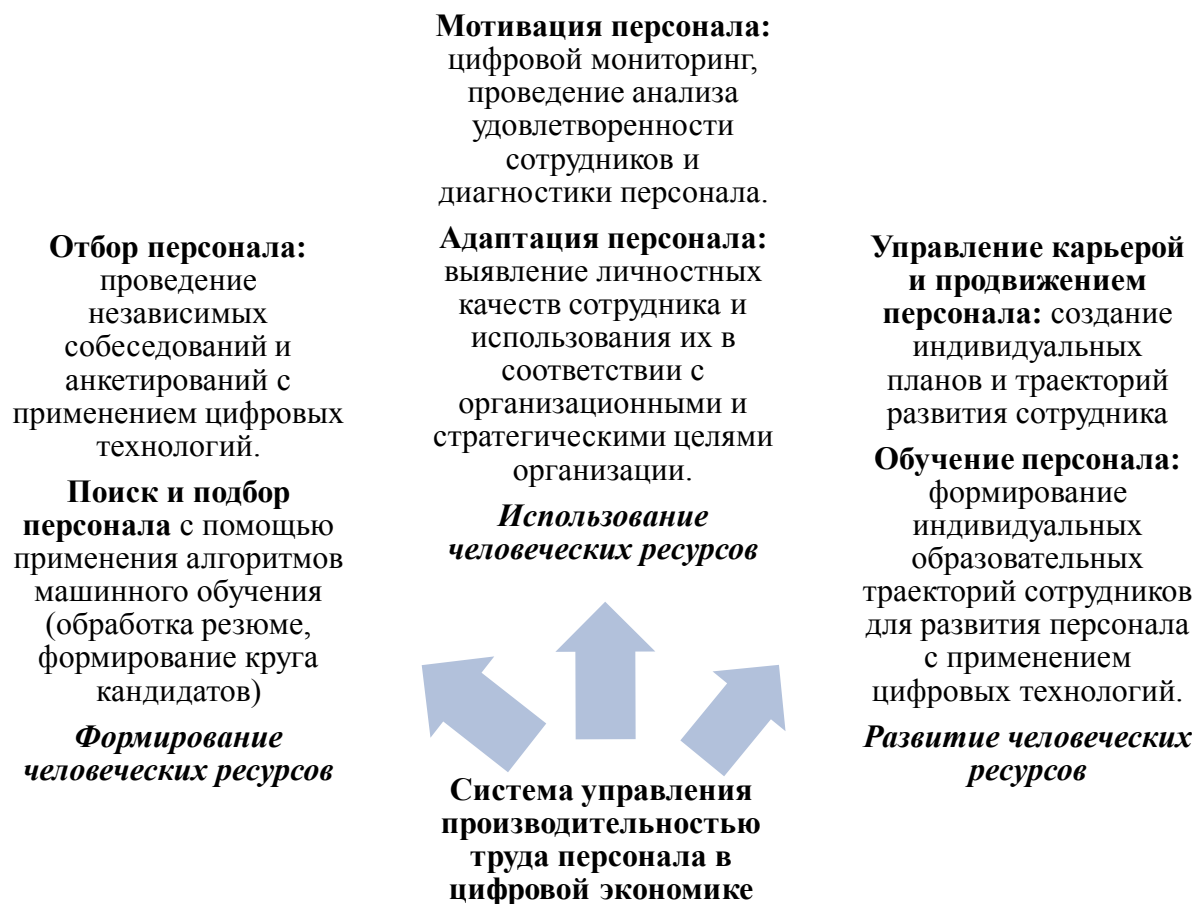 Мотивация персонала:
цифровой мониторинг,
проведение анализа
удовлетворенности
сотрудников и
диагностики персонала.
Отбор персонала:
проведение
независимых
собеседований и
анкетирований с
применением цифровых
технологий.
Поиск и подбор
персонала с помощью
применения алгоритмов
машинного обучения
(обработка резюме,
формирование круга
кандидатов)
Формирование
человеческих ресурсов
Адаптация персонала:
выявление личностных
качеств сотрудника и
использования их в
соответствии с
организационными и
стратегическими целями
организации.
Использование
человеческих ресурсов
Управление карьерой
и продвижением
персонала: создание
индивидуальных
планов и траекторий
развития сотрудника
Обучение персонала:
формирование
индивидуальных
образовательных
траекторий сотрудников
для развития персонала
с применением
цифровых технологий.
Развитие человеческих
ресурсов
Система управления
производительностью
труда персонала в
цифровой экономике